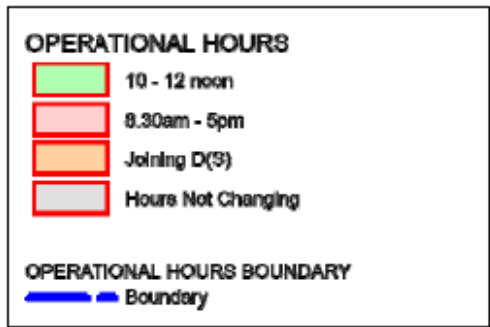 OPERATIONAL HOURS
10 - 12 noon
8.30am - 5pm
Joining D(S)
Hours Not Changing
OPERATIONAL HOURS BOUNDARY
Boundary